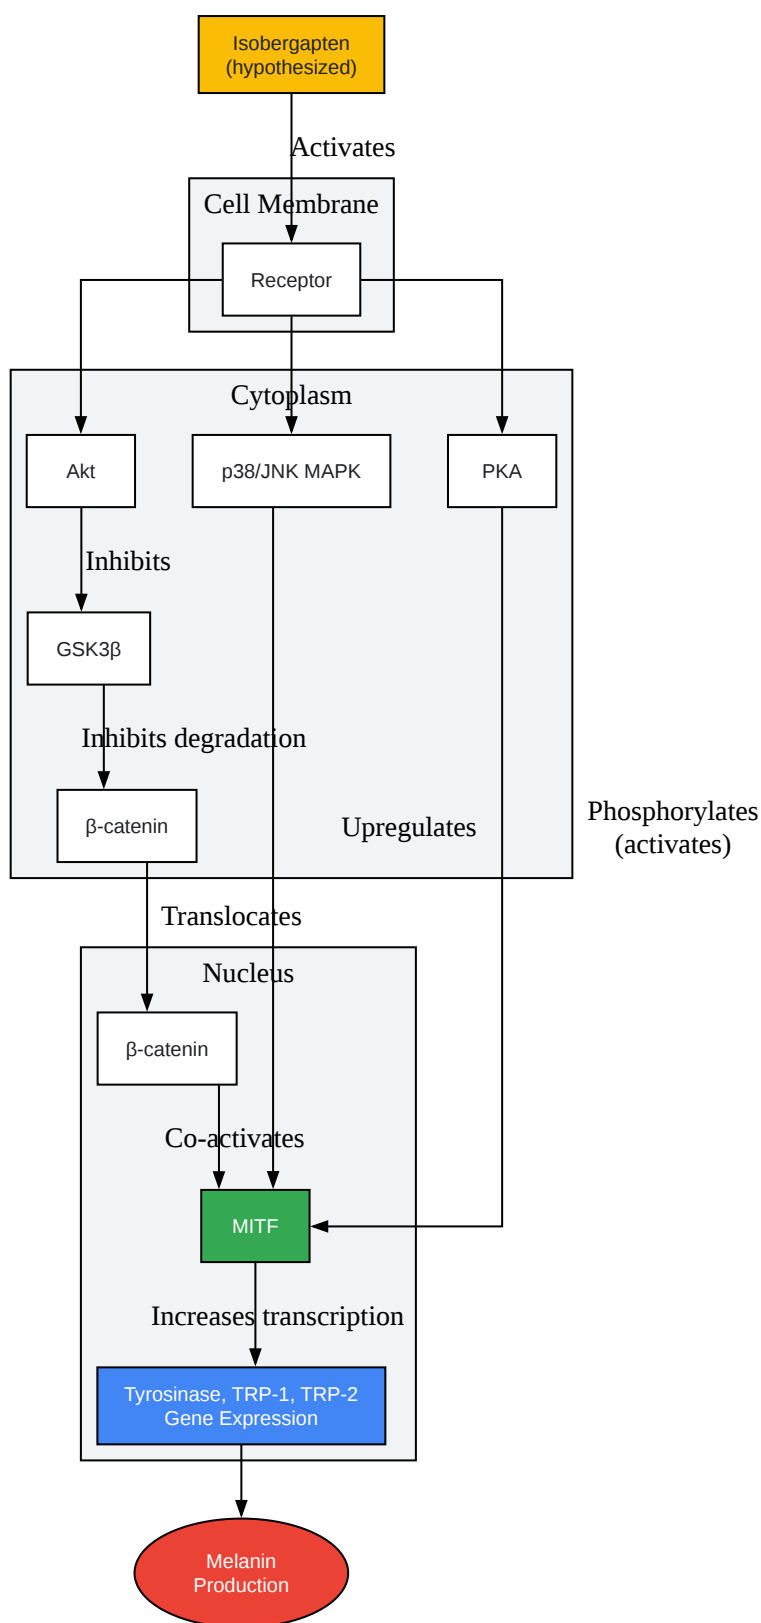 Isobergapten
(hypothesized)
Activates
Cell Membrane
Receptor
Cytoplasm
Akt
p38/JNK MAPK
PKA
Inhibits
GSK3β
Inhibits degradation
β-catenin
Upregulates
Phosphorylates
(activates)
Translocates
Nucleus
β-catenin
Co-activates
MITF
Increases transcription
Tyrosinase, TRP-1, TRP-2
Gene Expression
Melanin
Production